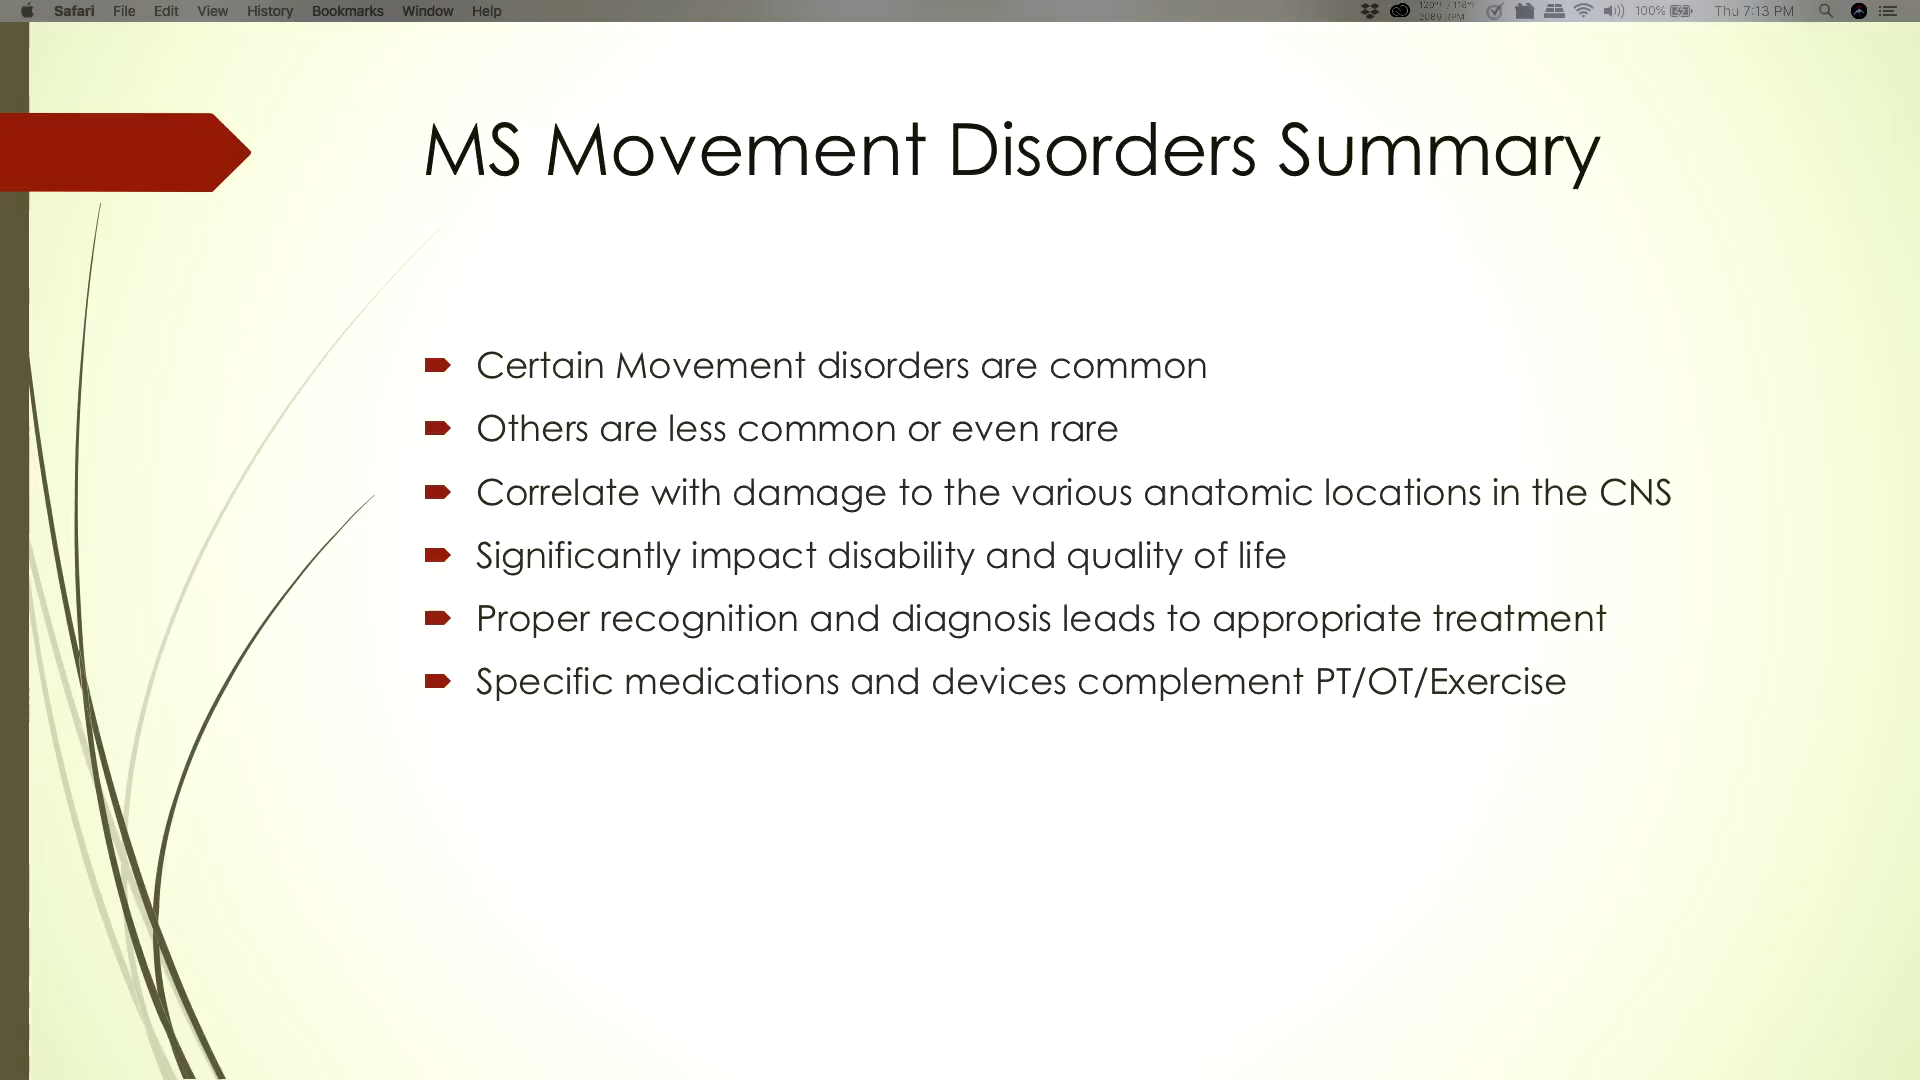 Safari File Edit View History Bookmarks Window Help
100% Thu 7:13 PM
MS Movement Disorders Summary
Certain Movement disorders are common
Others are less common or even rare
Correlate with damage to the various anatomic locations in the CNS
Significantly impact disability and quality of life
Proper recognition and diagnosis leads to appropriate treatment
Specific medications and devices complement PT/OT/Exercise